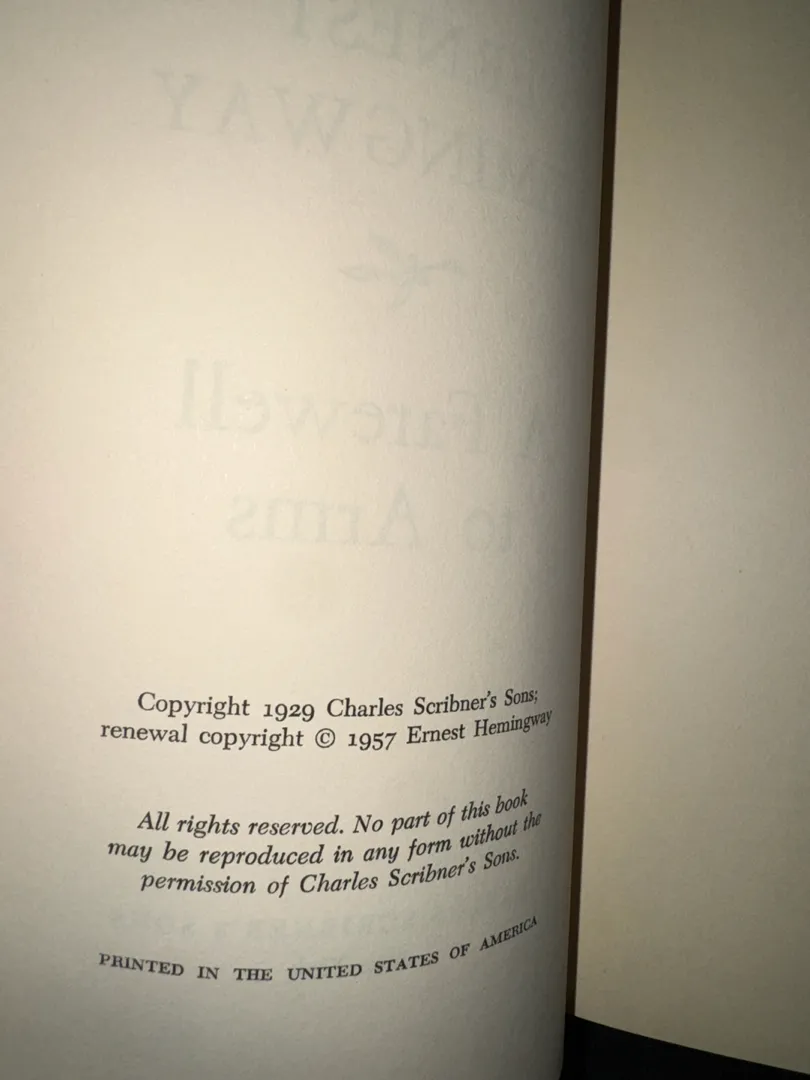 Copyright 1929 Charles Scribner's Sons;
renewal copyright © 1957 Ernest Hemingway
All rights reserved. No part of this book
may be reproduced in any form without the
permission of Charles Scribner's Sons.
PRINTED IN THE UNITED STATES OF AMERICA